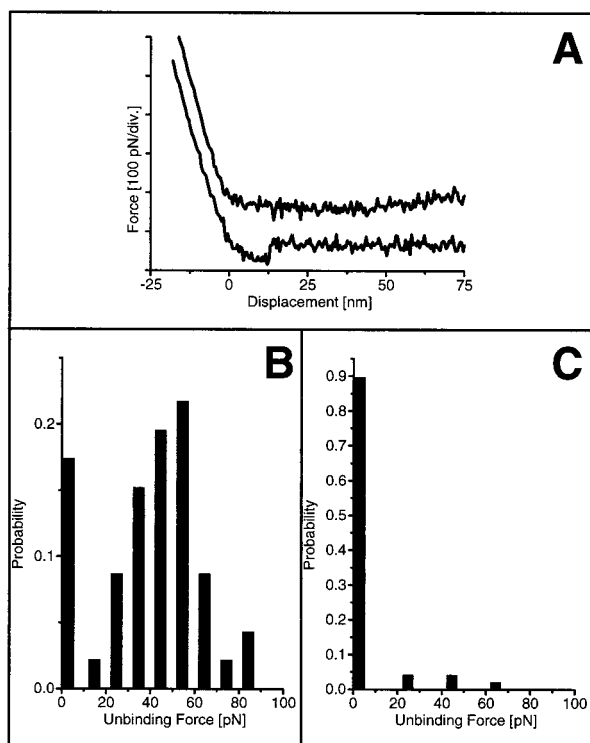 A
Force [100 pN/div.]
-25 0 25 50 75
Displacement [nm]
B
0.2
0.1
0.0
Probability
0 20 40 60 80 100
Unbinding Force [pN]
C
0.9
0.8
0.7
0.6
0.5
0.4
0.3
0.2
0.1
0.0
Probability
0 20 40 60 80 100
Unbinding Force [pN]